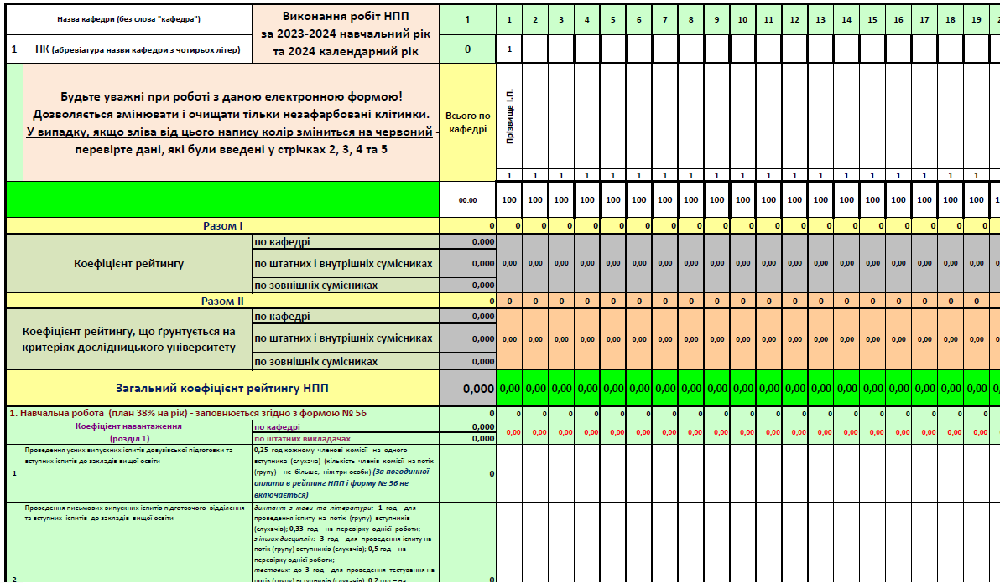 Назва кафедри (без слова "кафедра")
Виконання робіт НПП
за 2023-2024 навчальний рік
та 2024 календарний рік
1 1 2 3 4 5 6 7 8 9 10 11 12 13 14 15 16 17 18 19
1 НК (абревіатура назви кафедри з чотирьох літер) 0 1
Будьте уважні при роботі з даною електронною формою!
Дозволяється змінювати і очищати тільки незафарбовані клітинки.
У випадку, якщо зліва від цього напису колір зміниться на червоний -
перевірте дані, які були введені у стрічках 2, 3, 4 та 5
Всього по
кафедрі
Прізвище І.П.
1 1 1 1 1 1 1 1 1 1 1 1 1 1 1 1 1 1 1
00.00 100 100 100 100 100 100 100 100 100 100 100 100 100 100 100 100 100 100 100
Разом І 0 0 0 0 0 0 0 0 0 0 0 0 0 0 0 0 0 0 0 0
Коефіцієнт рейтингу
по кафедрі 0,000
по штатних і внутрішніх сумісниках 0,000 0,00 0,00 0,00 0,00 0,00 0,00 0,00 0,00 0,00 0,00 0,00 0,00 0,00 0,00 0,00 0,00 0,00 0,00 0,00
по зовнішніх сумісниках 0,000
Разом ІІ 0 0 0 0 0 0 0 0 0 0 0 0 0 0 0 0 0 0 0 0
Коефіцієнт рейтингу, що ґрунтується на
критеріях дослідницького університету
по кафедрі 0,000
по штатних і внутрішніх сумісниках 0,000 0,00 0,00 0,00 0,00 0,00 0,00 0,00 0,00 0,00 0,00 0,00 0,00 0,00 0,00 0,00 0,00 0,00 0,00 0,00
по зовнішніх сумісниках 0,000
Загальний коефіцієнт рейтингу НПП 0,000 0,00 0,00 0,00 0,00 0,00 0,00 0,00 0,00 0,00 0,00 0,00 0,00 0,00 0,00 0,00 0,00 0,00 0,00 0,00
1. Навчальна робота (план 38% на рік) - заповнюється згідно з формою № 56 0 0 0 0 0 0 0 0 0 0 0 0 0 0 0 0 0 0 0 0
Коефіцієнт навантаження
(розділ 1)
по кафедрі 0,000
по штатних викладачах 0,000
0,00 0,00 0,00 0,00 0,00 0,00 0,00 0,00 0,00 0,00 0,00 0,00 0,00 0,00 0,00 0,00 0,00 0,00 0,00
1
Проведення усних випускних іспитів довузівської підготовки та
вступних іспитів до закладів вищої освіти
0,25 год кожному членові комісії на одного
вступника (слухача) (кількість членів комісії на потік
(групу) – не більше, ніж три особи) (За погодинної
оплати в рейтинг НПП і форму № 56 не
включається)
0
2
Проведення письмових випускних іспитів підготовчого відділення
та вступних іспитів до закладів вищої освіти
диктант з мови та літератури: 1 год – для
проведення іспиту на потік (групу) вступників
(слухачів); 0,33 год – на перевірку однієї роботи;
з інших дисциплін: 3 год – для проведення іспиту на
потік (групу) вступників (слухачів); 0,5 год – на
перевірку однієї роботи;
тестових: до 3 год – для проведення тестування на
потік (групу) вступників (слухачів); 0,2 год – на
0